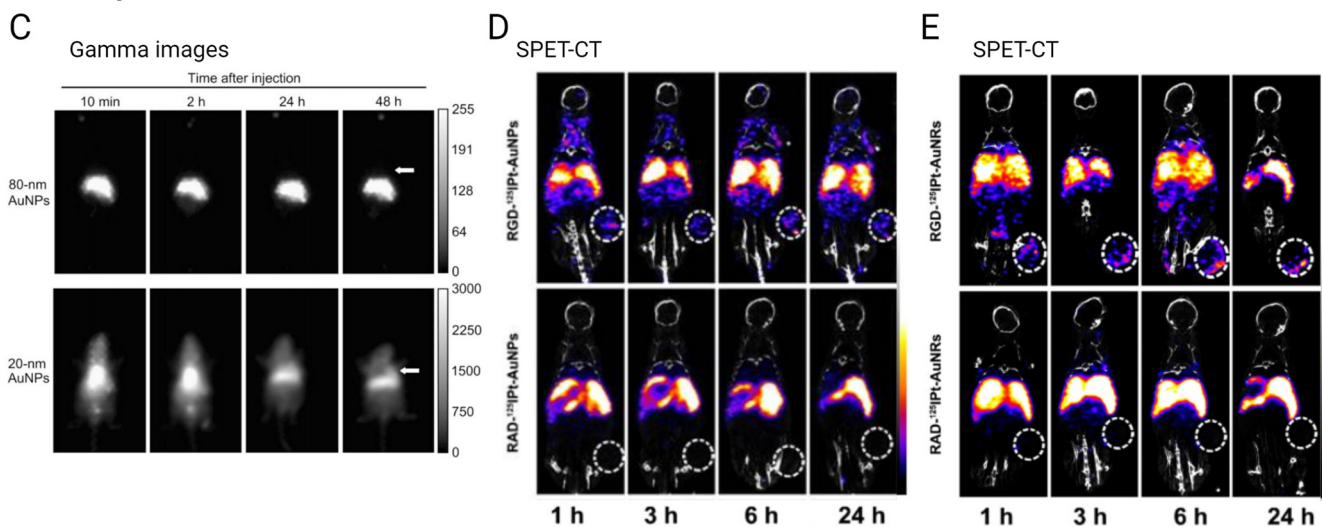 C
Gamma images
Time after injection
10 min 2 h 24 h 48 h
80-nm
AuNPs
255
191
128
64
0
20-nm
AuNPs
3000
2250
1500
750
0
D
SPET-CT
RGD-¹²⁵IPt-AuNPs
RAD-¹²⁵IPt-AuNPs
1 h 3 h 6 h 24 h
E
SPET-CT
RGD-¹²⁵IPt-AuNRs
RAD-¹²⁵IPt-AuNRs
1 h 3 h 6 h 24 h